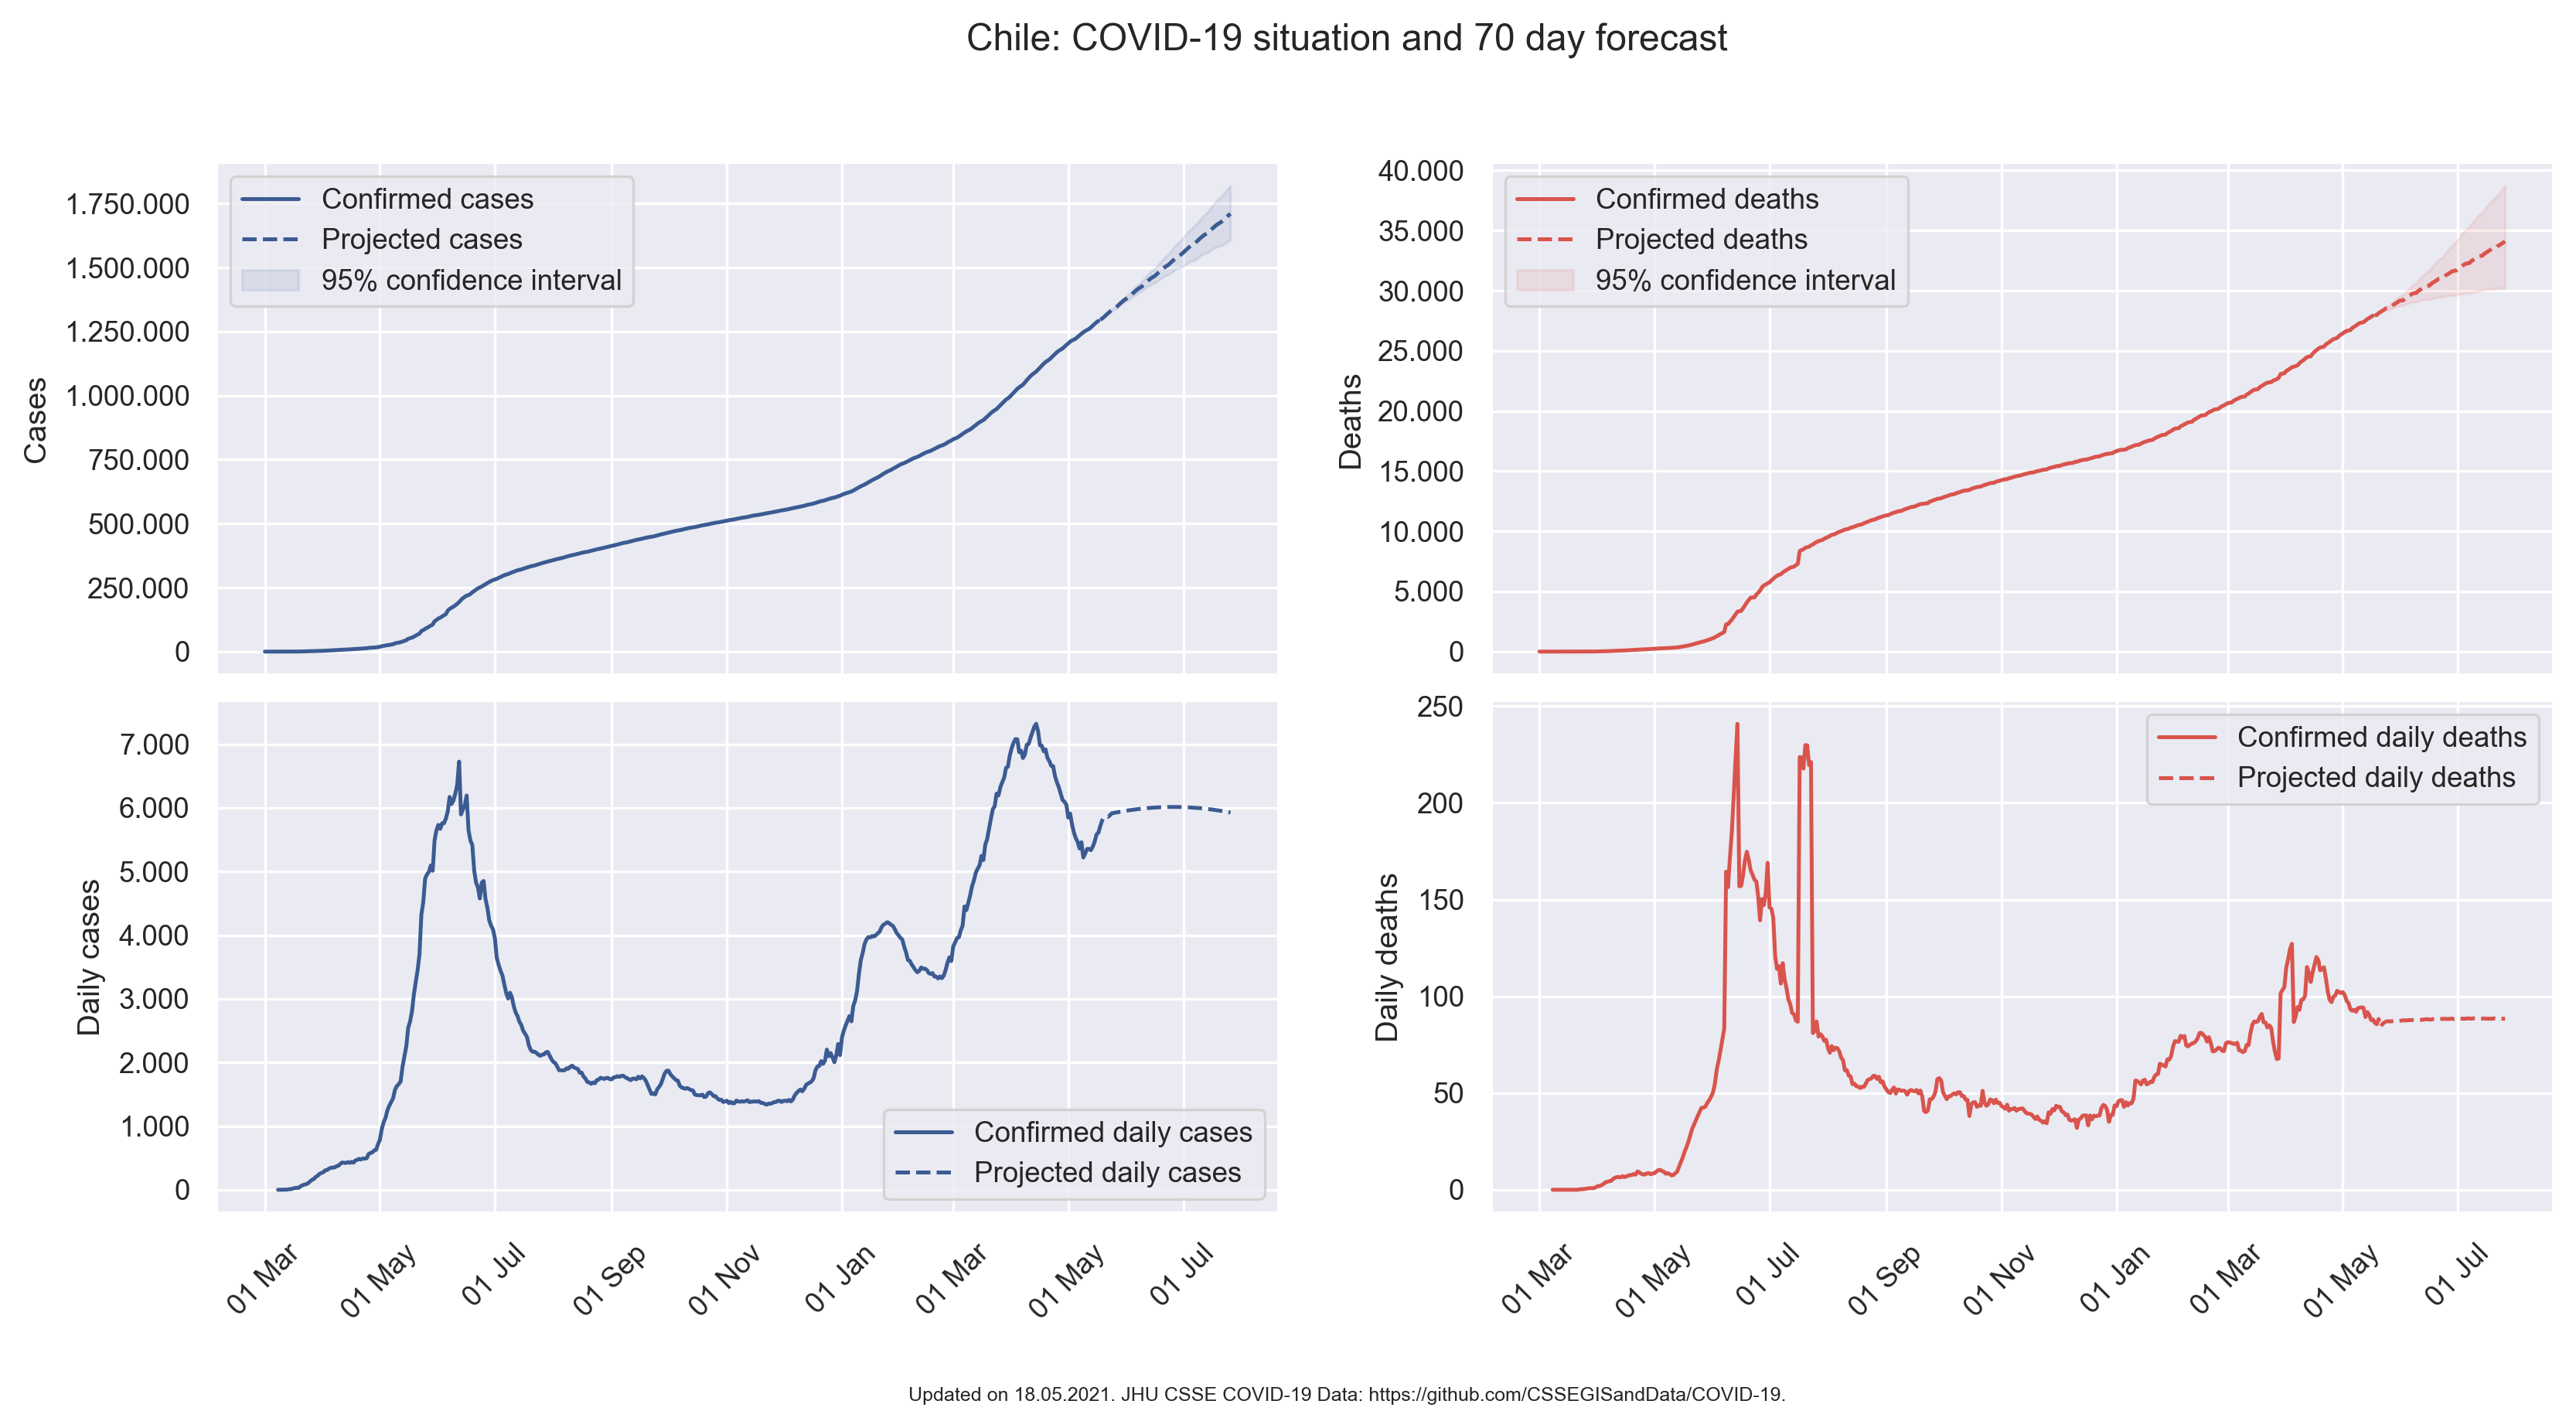 Chile: COVID-19 situation and 70 day forecast
Confirmed cases
Projected cases
95% confidence interval
1.750.000
1.500.000
1.250.000
1.000.000
750.000
500.000
250.000
0
Cases
Confirmed deaths
Projected deaths
95% confidence interval
40.000
35.000
30.000
25.000
20.000
15.000
10.000
5.000
0
Deaths
7.000
6.000
5.000
4.000
3.000
2.000
1.000
0
Daily cases
Confirmed daily cases
Projected daily cases
01 Mar
01 May
01 Jul
01 Sep
01 Nov
01 Jan
01 Mar
01 May
01 Jul
250
200
150
100
50
0
Daily deaths
Confirmed daily deaths
Projected daily deaths
01 Mar
01 May
01 Jul
01 Sep
01 Nov
01 Jan
01 Mar
01 May
01 Jul
Updated on 18.05.2021. JHU CSSE COVID-19 Data: https://github.com/CSSEGISandData/COVID-19.